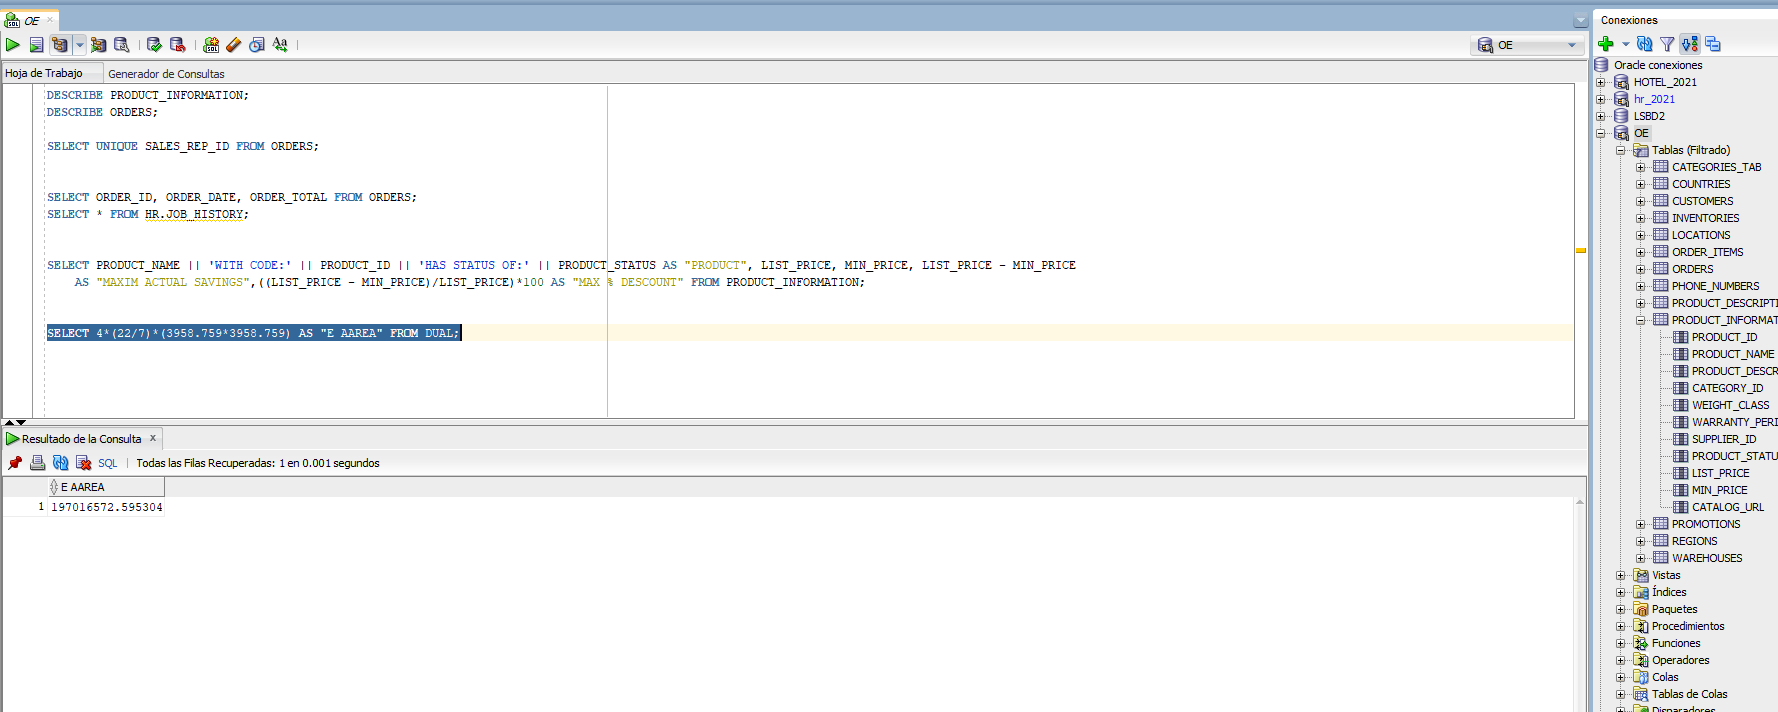 OE
OE
Hoja de Trabajo
Generador de Consultas
DESCRIBE PRODUCT_INFORMATION;
DESCRIBE ORDERS;
SELECT UNIQUE SALES_REP_ID FROM ORDERS;
SELECT ORDER_ID, ORDER_DATE, ORDER_TOTAL FROM ORDERS;
SELECT * FROM HR.JOB_HISTORY;
SELECT PRODUCT_NAME || 'WITH CODE:' || PRODUCT_ID || 'HAS STATUS OF:' || PRODUCT_STATUS AS "PRODUCT", LIST_PRICE, MIN_PRICE, LIST_PRICE - MIN_PRICE
AS "MAXIM ACTUAL SAVINGS",((LIST_PRICE - MIN_PRICE)/LIST_PRICE)*100 AS "MAX % DESCOUNT" FROM PRODUCT_INFORMATION;
SELECT 4*(22/7)*(3958.759*3958.759) AS "E AAREA" FROM DUAL;
Resultado de la Consulta
SQL
Todas las Filas Recuperadas: 1 en 0.001 segundos
E AAREA
1 197016572.595304
Conexiones
Oracle conexiones
HOTEL_2021
hr_2021
LSBD2
OE
Tablas (Filtrado)
CATEGORIES_TAB
COUNTRIES
CUSTOMERS
INVENTORIES
LOCATIONS
ORDER_ITEMS
ORDERS
PHONE_NUMBERS
PRODUCT_DESCRIPTI
PRODUCT_INFORMAT
PRODUCT_ID
PRODUCT_NAME
PRODUCT_DESCR
CATEGORY_ID
WEIGHT_CLASS
WARRANTY_PERI
SUPPLIER_ID
PRODUCT_STATU
LIST_PRICE
MIN_PRICE
CATALOG_URL
PROMOTIONS
REGIONS
WAREHOUSES
Vistas
Índices
Paquetes
Procedimientos
Funciones
Operadores
Colas
Tablas de Colas
Disparadores